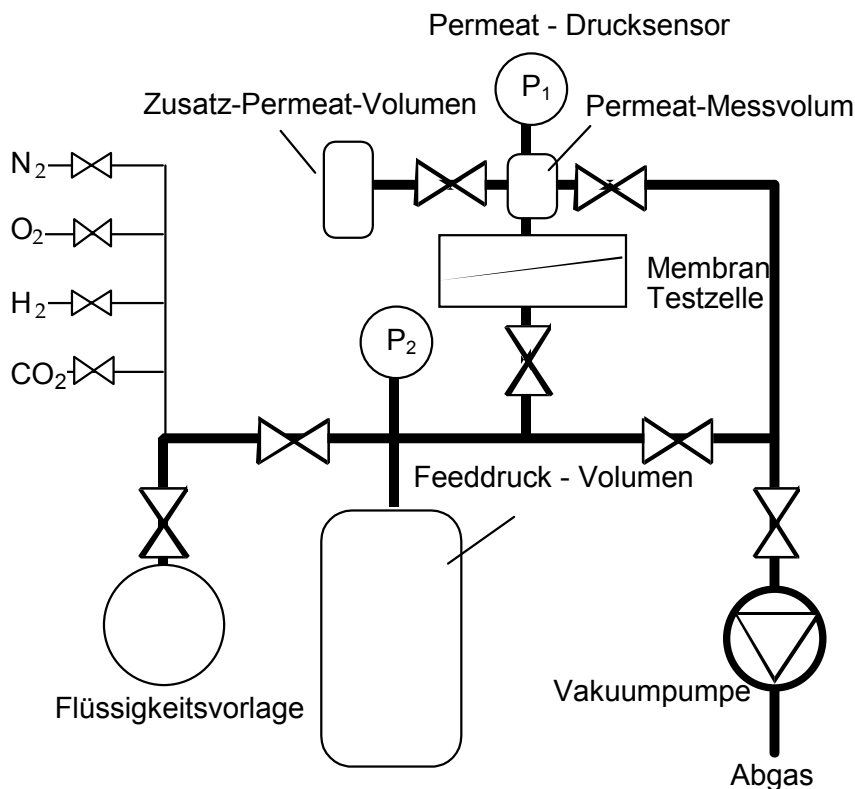 Permeat - Drucksensor
P1
Zusatz-Permeat-Volumen
Permeat-Messvolum
N2
O2
H2
CO2
Membran
Testzelle
P2
Feeddruck - Volumen
Flüssigkeitsvorlage
Vakuumpumpe
Abgas